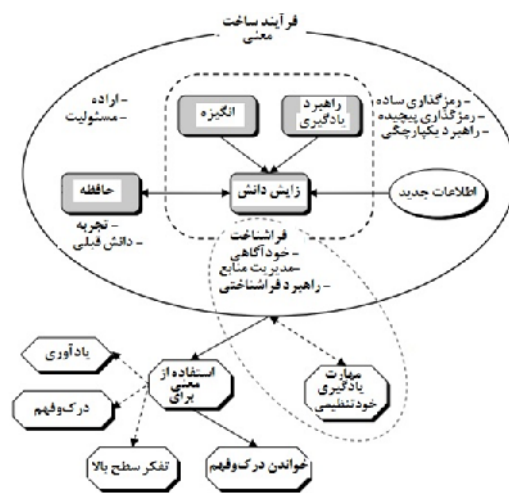 فرآیند ساخت
معنی
- اراده
- مسئولیت
انگیزه
راهبرد
یادگیری
- رمزگذاری ساده
- رمزگذاری پیچیده
- راهبرد یکپارچگی
حافظه
زایش دانش
اطلاعات جدید
- تجربه
- دانش قبلی
فراشناخت
- خودآگاهی
- مدیریت منابع
- راهبرد فراشناختی
یادآوری
استفاده از
معنی
برای
مهارت
یادگیری
خودتنظیمی
درک‌وفهم
تفکر سطح بالا
خواندن درک‌وفهم